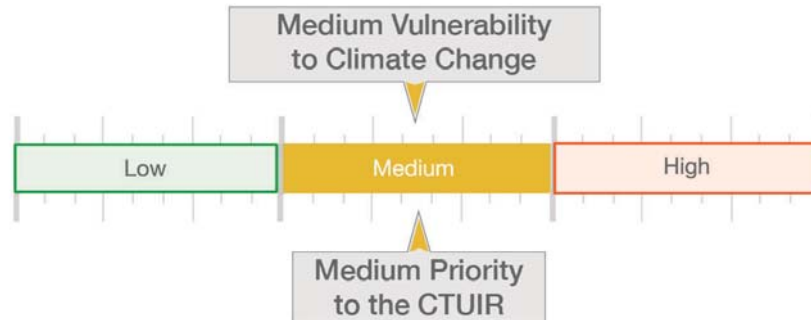 Medium Vulnerability
to Climate Change
Low
Medium
High
Medium Priority
to the CTUIR